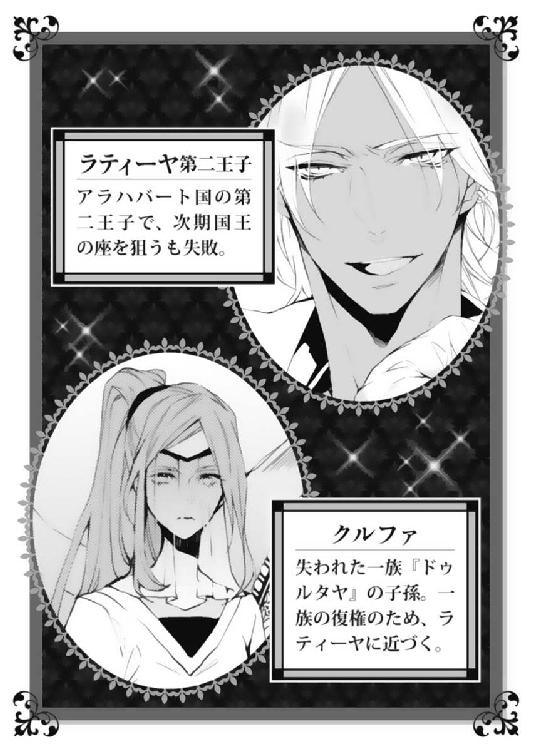 ラティーヤ第二王子
アラハバート国の第
二王子で、次期国王
の座を狙うも失敗。
クルファ
失われた一族『ドゥ
ルタヤ』の子孫。一
族の復権のため、ラ
ティーヤに近づく。